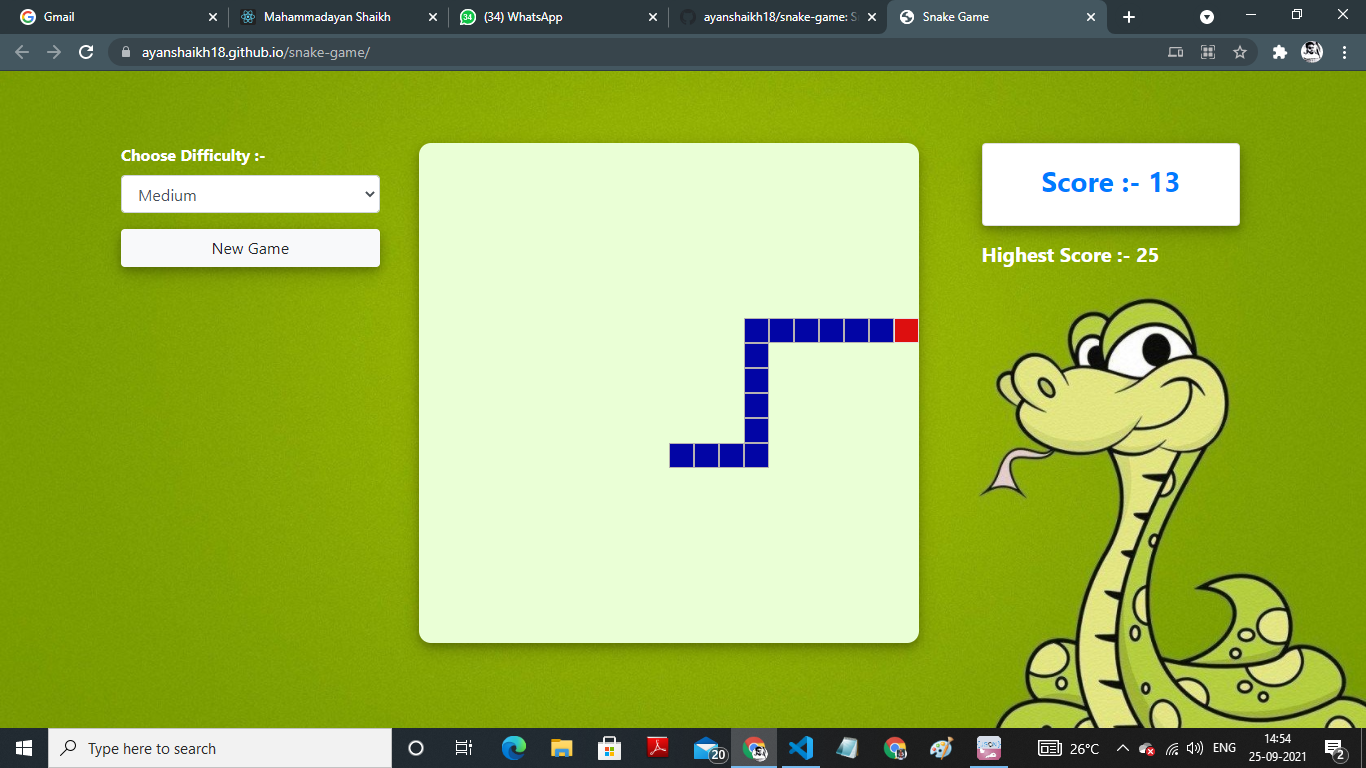 Gmail
Mahammadayan Shaikh
(34) WhatsApp
ayanshaikh18/snake-game: S
Snake Game
ayanshaikh18.github.io/snake-game/
Choose Difficulty :-
Medium
New Game
Score :- 13
Highest Score :- 25
Type here to search
20
26°C
ENG
14:54
25-09-2021
2